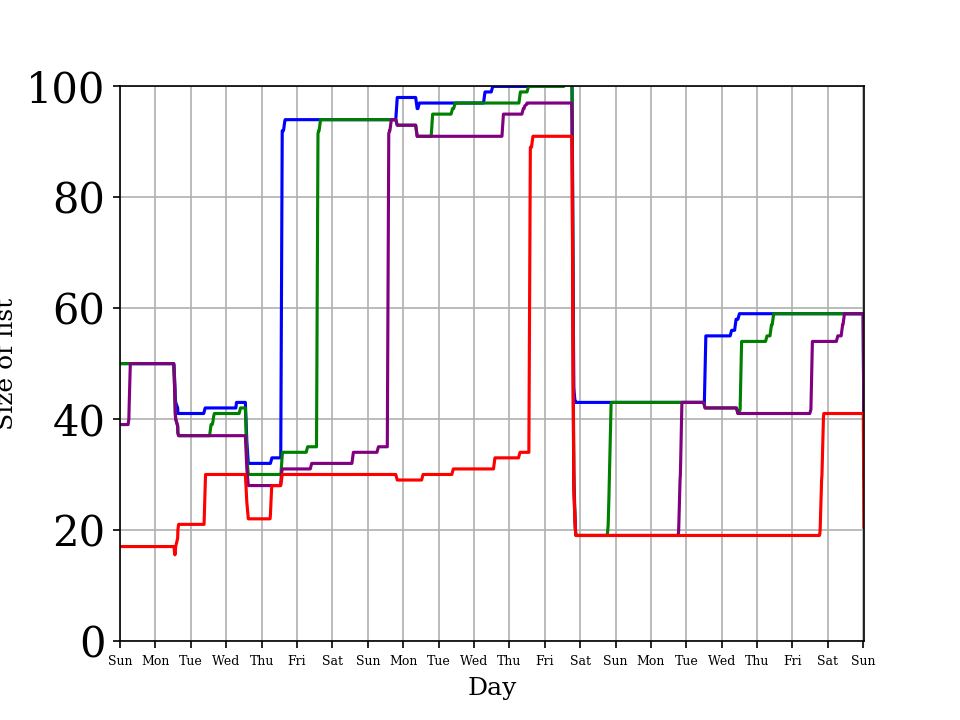 100
80
60
40
20
0
Size of list
Sun Mon Tue Wed Thu Fri Sat Sun Mon Tue Wed Thu Fri Sat Sun Mon Tue Wed Thu Fri Sat Sun
Day